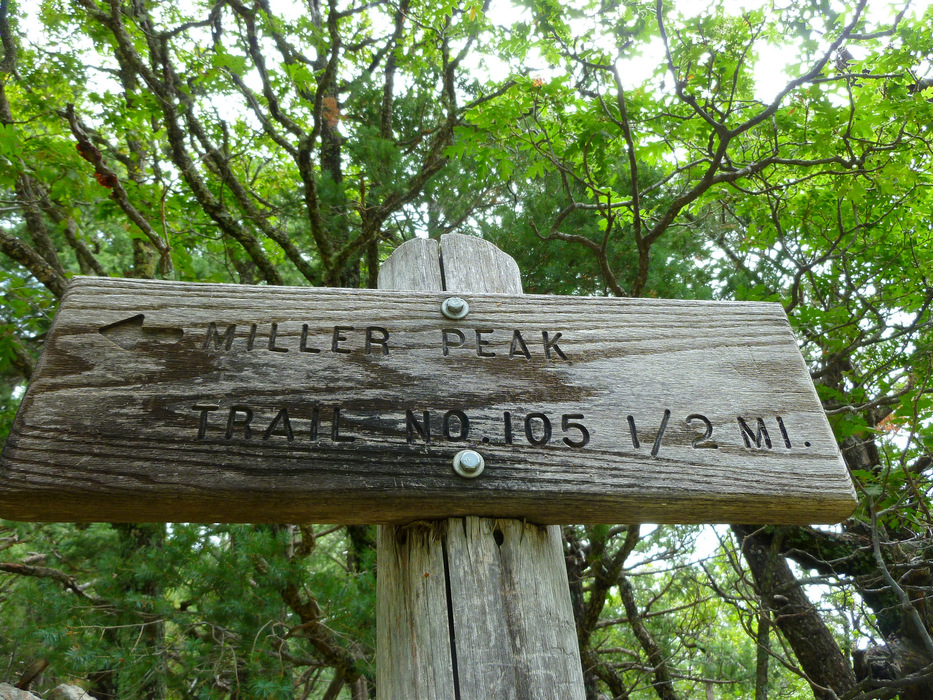 MILLER PEAK
TRAIL NO.105 1/2 MI.